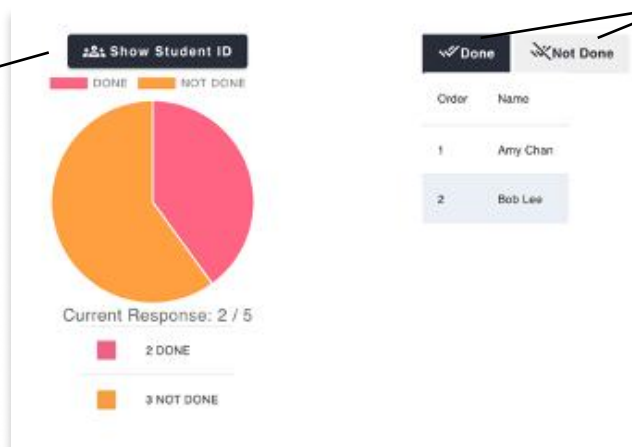 Show Student ID
DONE NOT DONE
Current Response: 2 / 5
2 DONE
3 NOT DONE
Done Not Done
Order Name
1 Amy Chan
2 Bob Lee